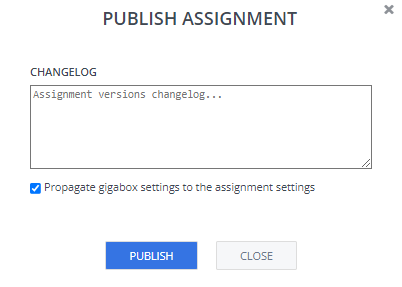 PUBLISH ASSIGNMENT
CHANGELOG
Assignment versions changelog...
Propagate gigabox settings to the assignment settings
PUBLISH CLOSE